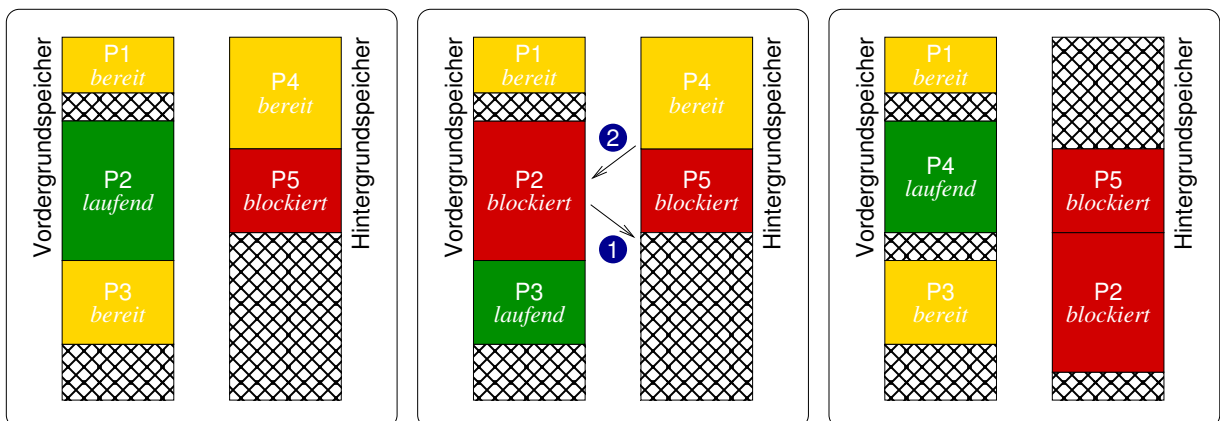 Vordergrundspeicher
P1
bereit
P2
laufend
P3
bereit
P4
bereit
P5
blockiert
Hintergrundspeicher
Vordergrundspeicher
P1
bereit
P2
blockiert
P3
laufend
2
1
P4
bereit
P5
blockiert
Hintergrundspeicher
Vordergrundspeicher
P1
bereit
P4
laufend
P3
bereit
P5
blockiert
P2
blockiert
Hintergrundspeicher